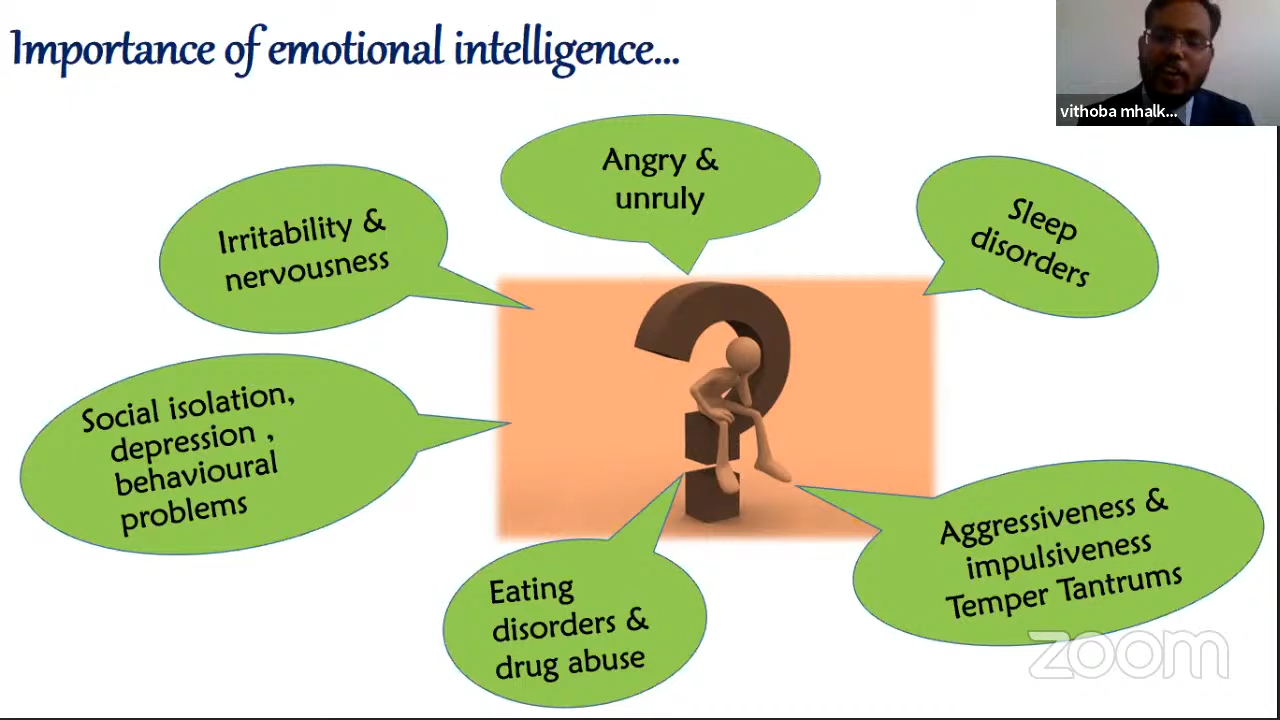 Importance of emotional intelligence...
vithoba mhalk...
Angry &
unruly
Irritability &
nervousness
Sleep
disorders
Social isolation,
depression ,
behavioural
problems
Aggressiveness &
impulsiveness
Temper Tantrums
Eating
disorders &
drug abuse
zoom